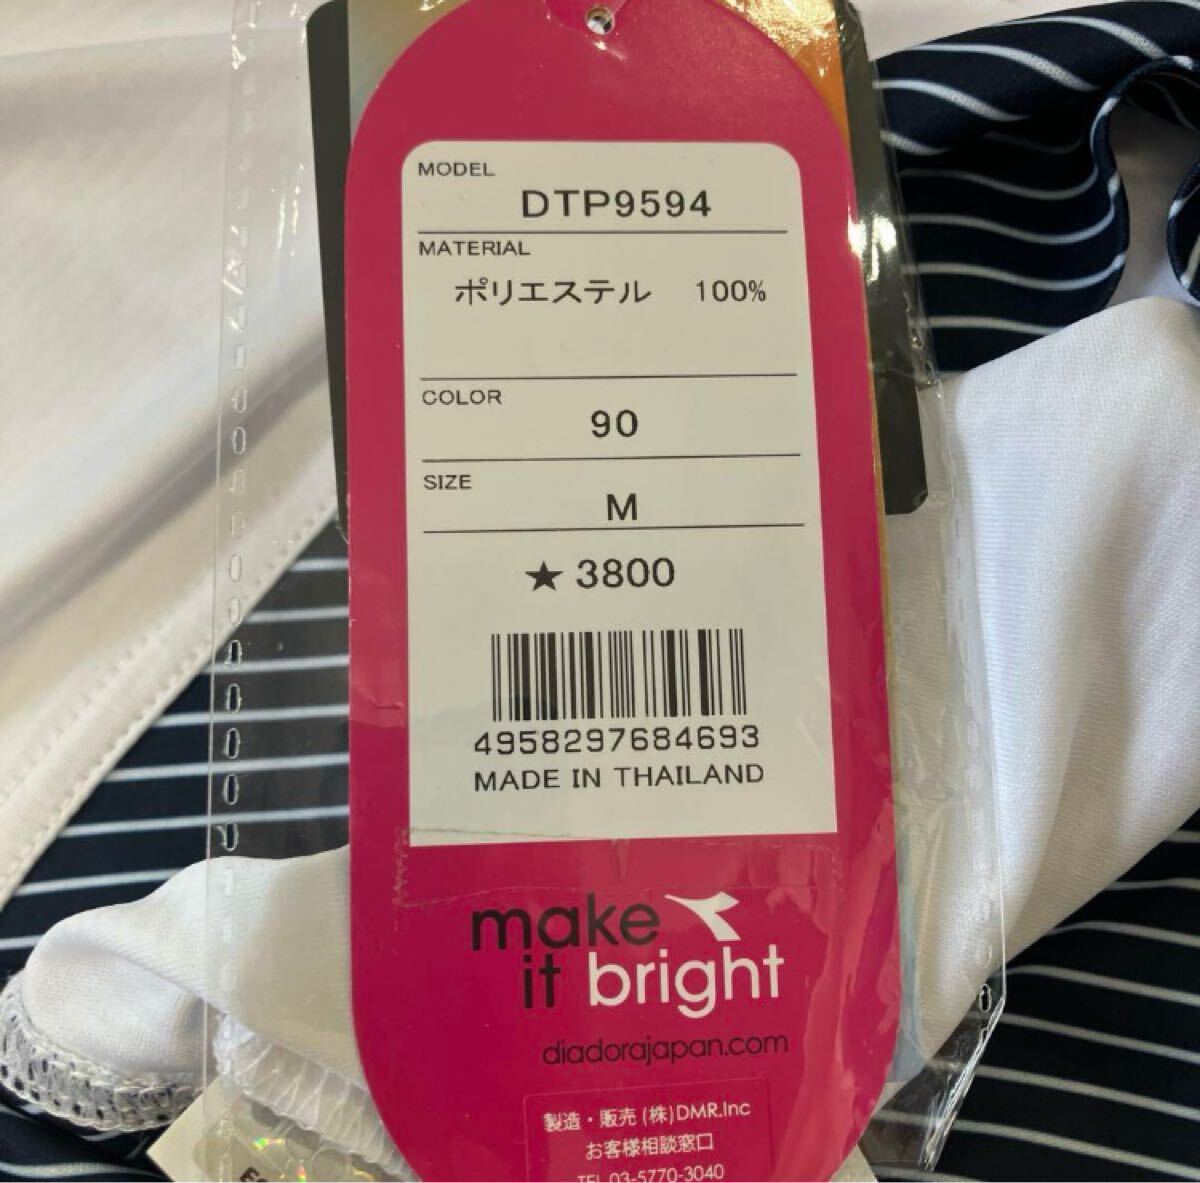 MODEL
DTP9594
MATERIAL
ポリエステル 100%
COLOR
90
SIZE
M
★3800
4958297684693
MADE IN THAILAND
make
it bright
diadorajapan.com
製造・販売 (株)DMR.Inc
お客様相談窓口
TEL 03-5770-3040